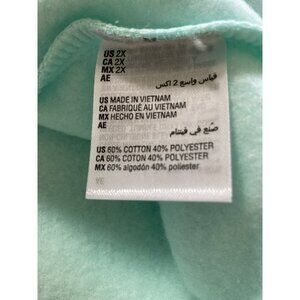 US 2X
CA 2X
MX 2X
AE
قياس واسع 2 اكس
US MADE IN VIETNAM
CA FABRIQUÉ AU VIETNAM
MX HECHO EN VIETNAM
AE
صنع في فيتنام
US 60% COTTON 40% POLYESTER
CA 60% COTON 40% POLYESTER
MX 60% algodón 40% poliester